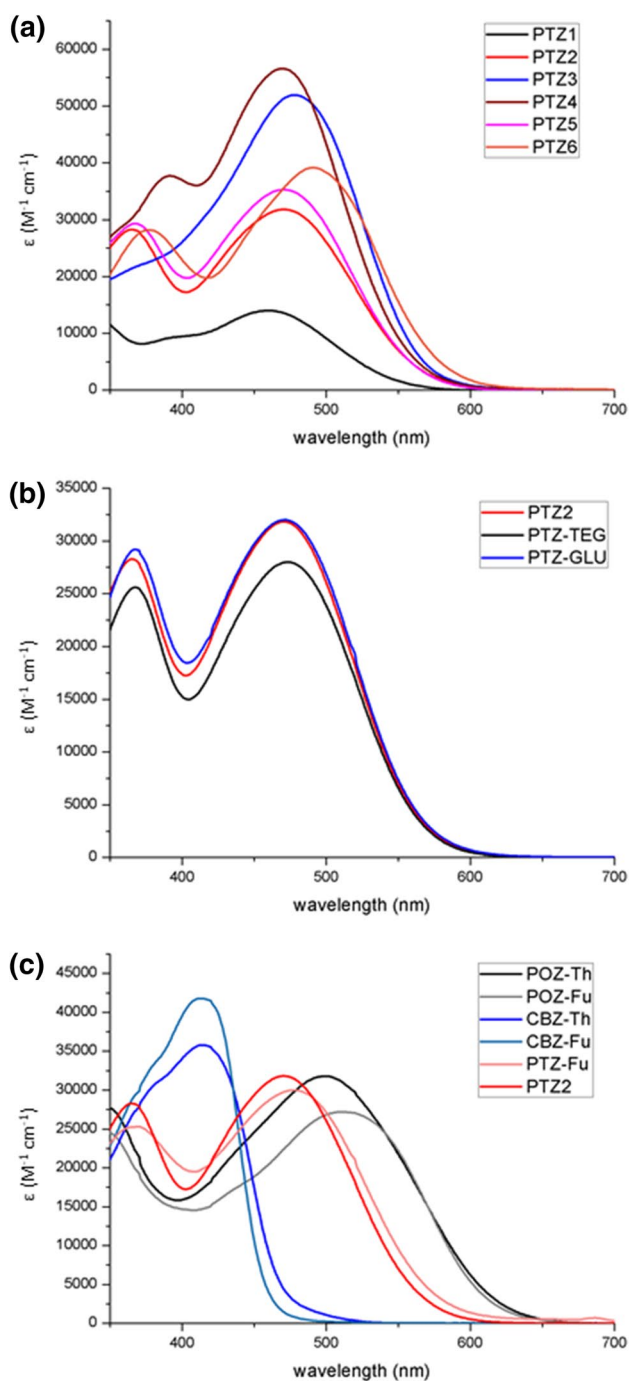 (a)
PTZ1
PTZ2
PTZ3
PTZ4
PTZ5
PTZ6
60000
50000
40000
30000
20000
10000
0
ε (M⁻¹ cm⁻¹)
400
500
600
700
wavelength (nm)
(b)
PTZ2
PTZ-TEG
PTZ-GLU
35000
30000
25000
20000
15000
10000
5000
0
ε (M⁻¹ cm⁻¹)
400
500
600
700
wavelength (nm)
(c)
POZ-Th
POZ-Fu
CBZ-Th
CBZ-Fu
PTZ-Fu
PTZ2
45000
40000
35000
30000
25000
20000
15000
10000
5000
0
ε (M⁻¹ cm⁻¹)
400
500
600
700
wavelength (nm)